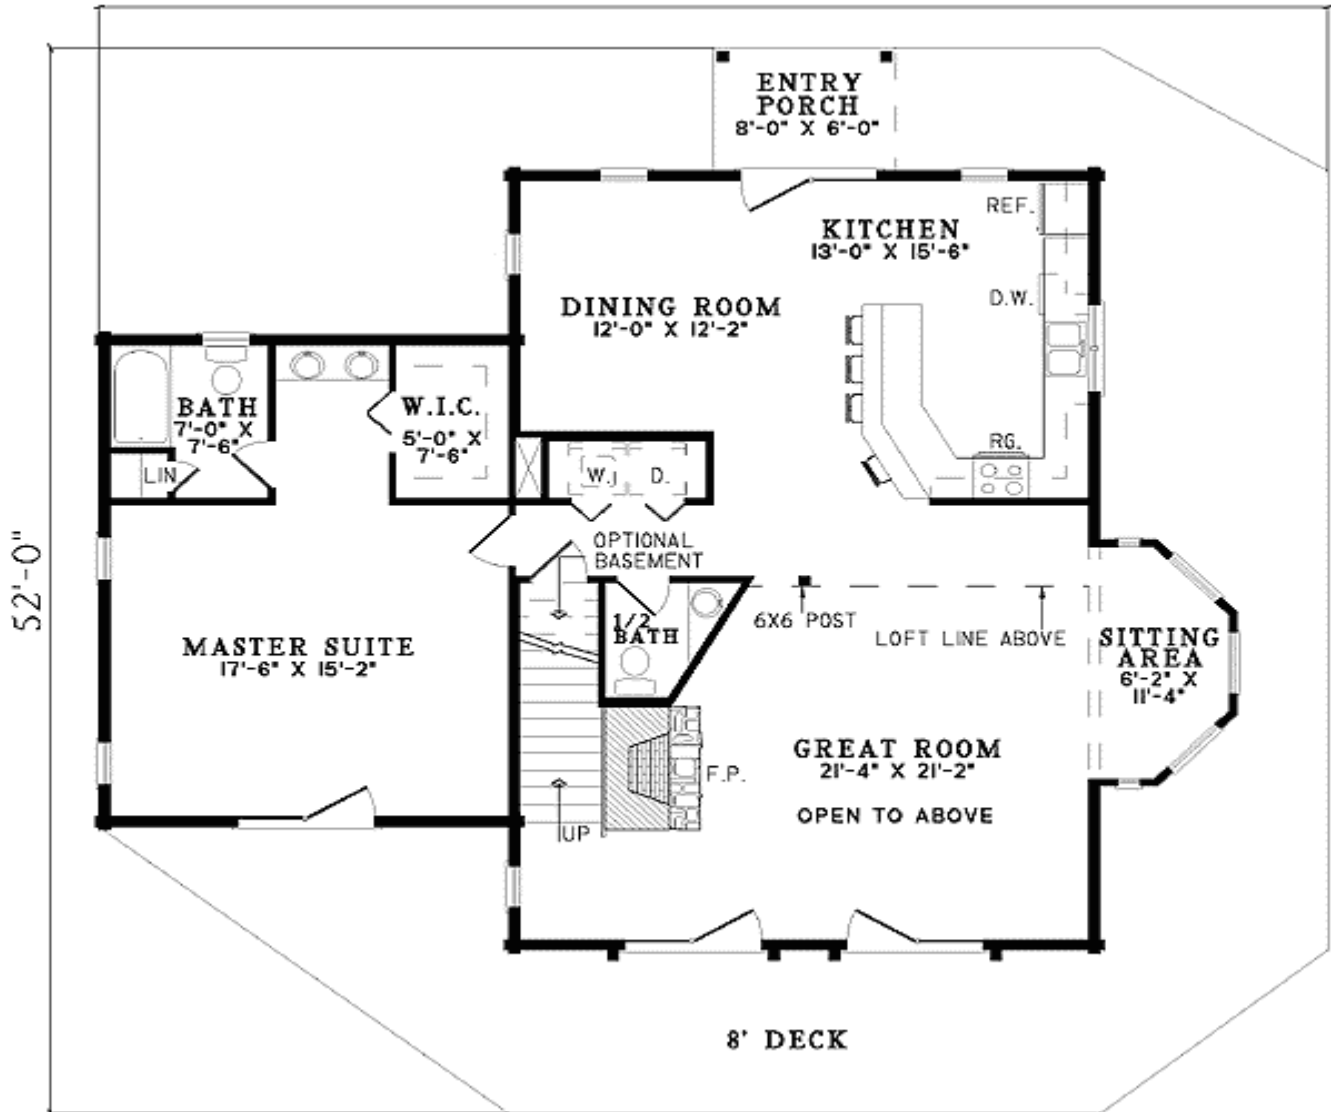 ENTRY
PORCH
8'-0" X 6'-0"
REF.
KITCHEN
13'-0" X 15'-6"
D.W.
DINING ROOM
12'-0" X 12'-2"
BATH
7'-0" X
7'-6"
W.I.C.
5'-0" X
7'-6"
LIN
W.
D.
RG.
OPTIONAL
BASEMENT
52'-0"
1/2
BATH
6X6 POST
LOFT LINE ABOVE
SITTING
AREA
6'-2" X
11'-4"
MASTER SUITE
17'-6" X 15'-2"
GREAT ROOM
21'-4" X 21'-2"
OPEN TO ABOVE
F.P.
UP
8' DECK